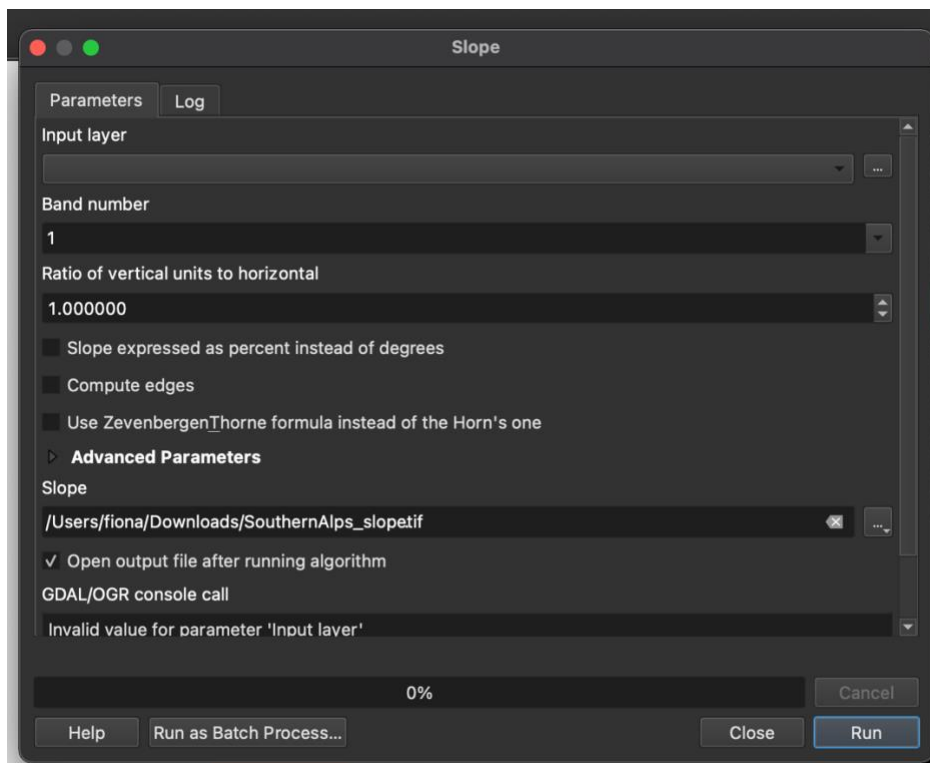 Slope
Parameters Log
Input layer
...
Band number
1
Ratio of vertical units to horizontal
1.000000
Slope expressed as percent instead of degrees
Compute edges
Use ZevenbergenThorne formula instead of the Horn's one
Advanced Parameters
Slope
/Users/fiona/Downloads/SouthernAlps_slope.tif ...
Open output file after running algorithm
GDAL/OGR console call
Invalid value for parameter 'Input layer'
0% Cancel
Help Run as Batch Process... Close Run